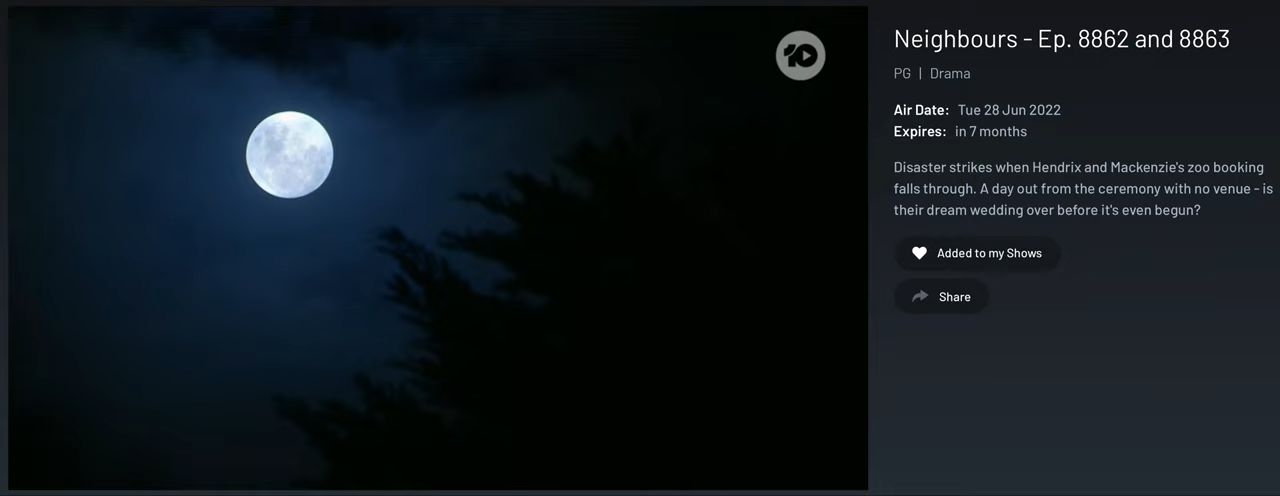 10
Neighbours - Ep. 8862 and 8863
PG | Drama
Air Date: Tue 28 Jun 2022
Expires: in 7 months
Disaster strikes when Hendrix and Mackenzie's zoo booking
falls through. A day out from the ceremony with no venue - is
their dream wedding over before it's even begun?
Added to my Shows
Share